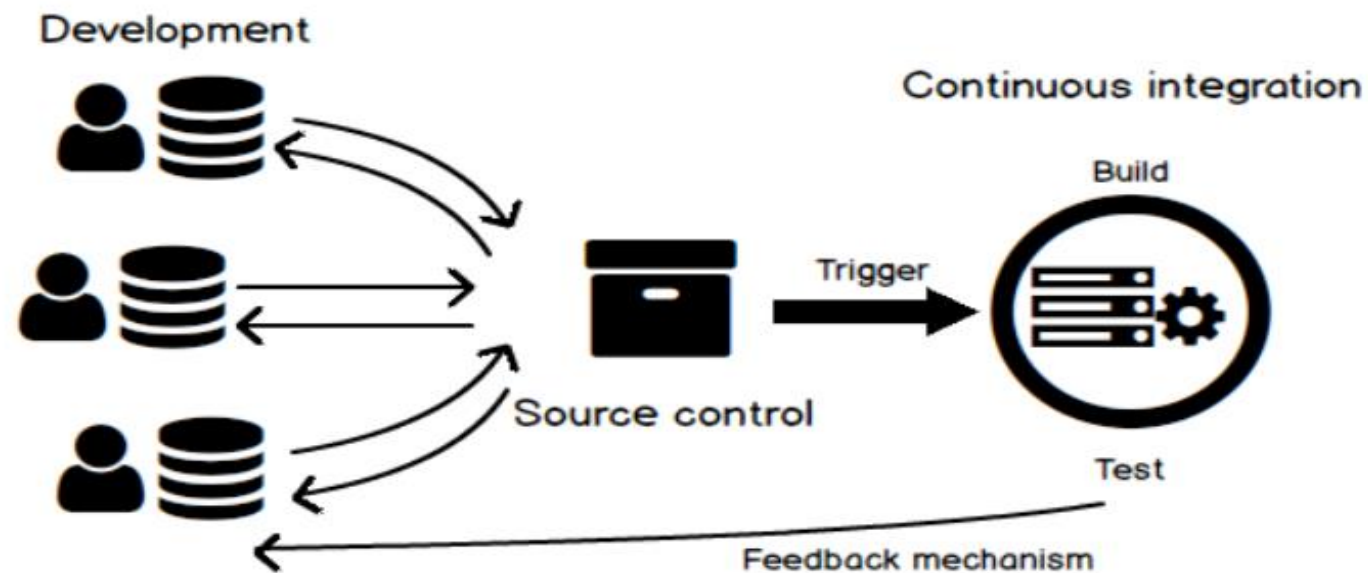 Development
Continuous integration
Build
Trigger
Source control
Test
Feedback mechanism